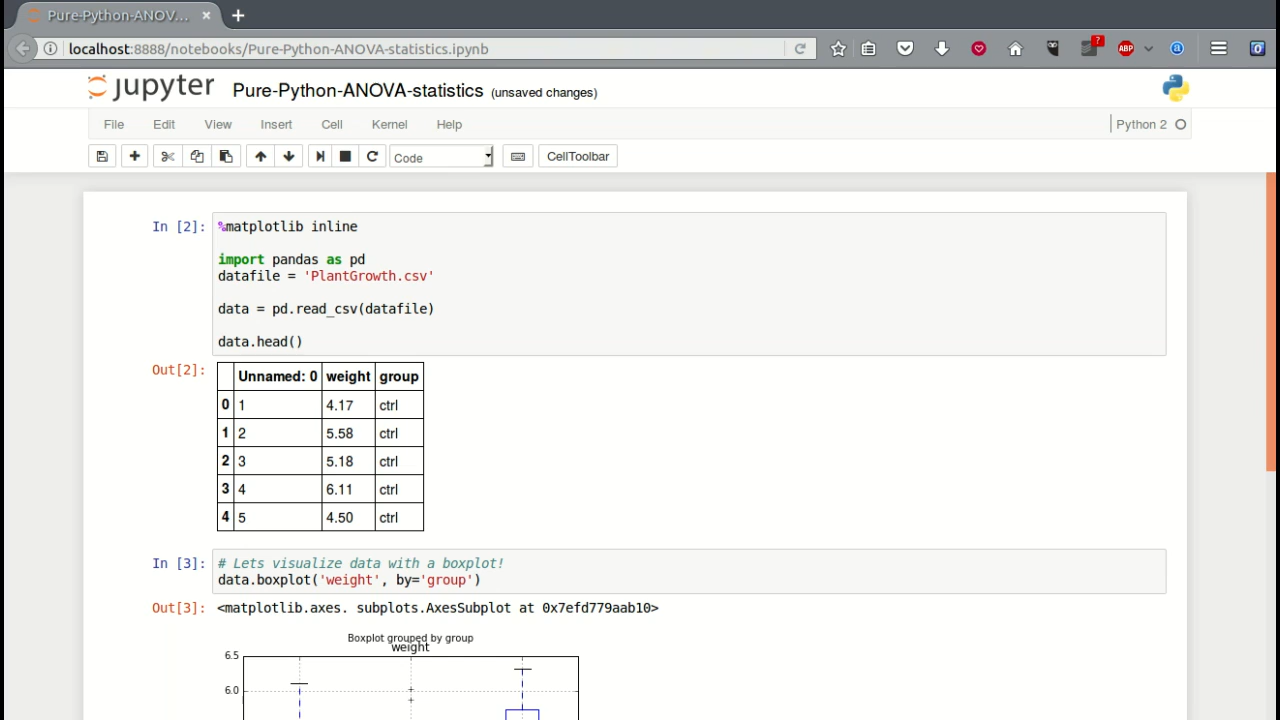 Pure-Python-ANOV... ×
localhost:8888/notebooks/Pure-Python-ANOVA-statistics.ipynb
?
ABP
a
jupyter Pure-Python-ANOVA-statistics (unsaved changes)
File Edit View Insert Cell Kernel Help Python 2
Code CellToolbar
In [2]: %matplotlib inline
import pandas as pd
datafile = 'PlantGrowth.csv'
data = pd.read_csv(datafile)
data.head()
Out[2]:
Unnamed: 0 weight group
0 1 4.17 ctrl
1 2 5.58 ctrl
2 3 5.18 ctrl
3 4 6.11 ctrl
4 5 4.50 ctrl
In [3]: # Lets visualize data with a boxplot!
data.boxplot('weight', by='group')
Out[3]: <matplotlib.axes. subplots.AxesSubplot at 0x7efd779aab10>
Boxplot grouped by group
weight
6.5
6.0